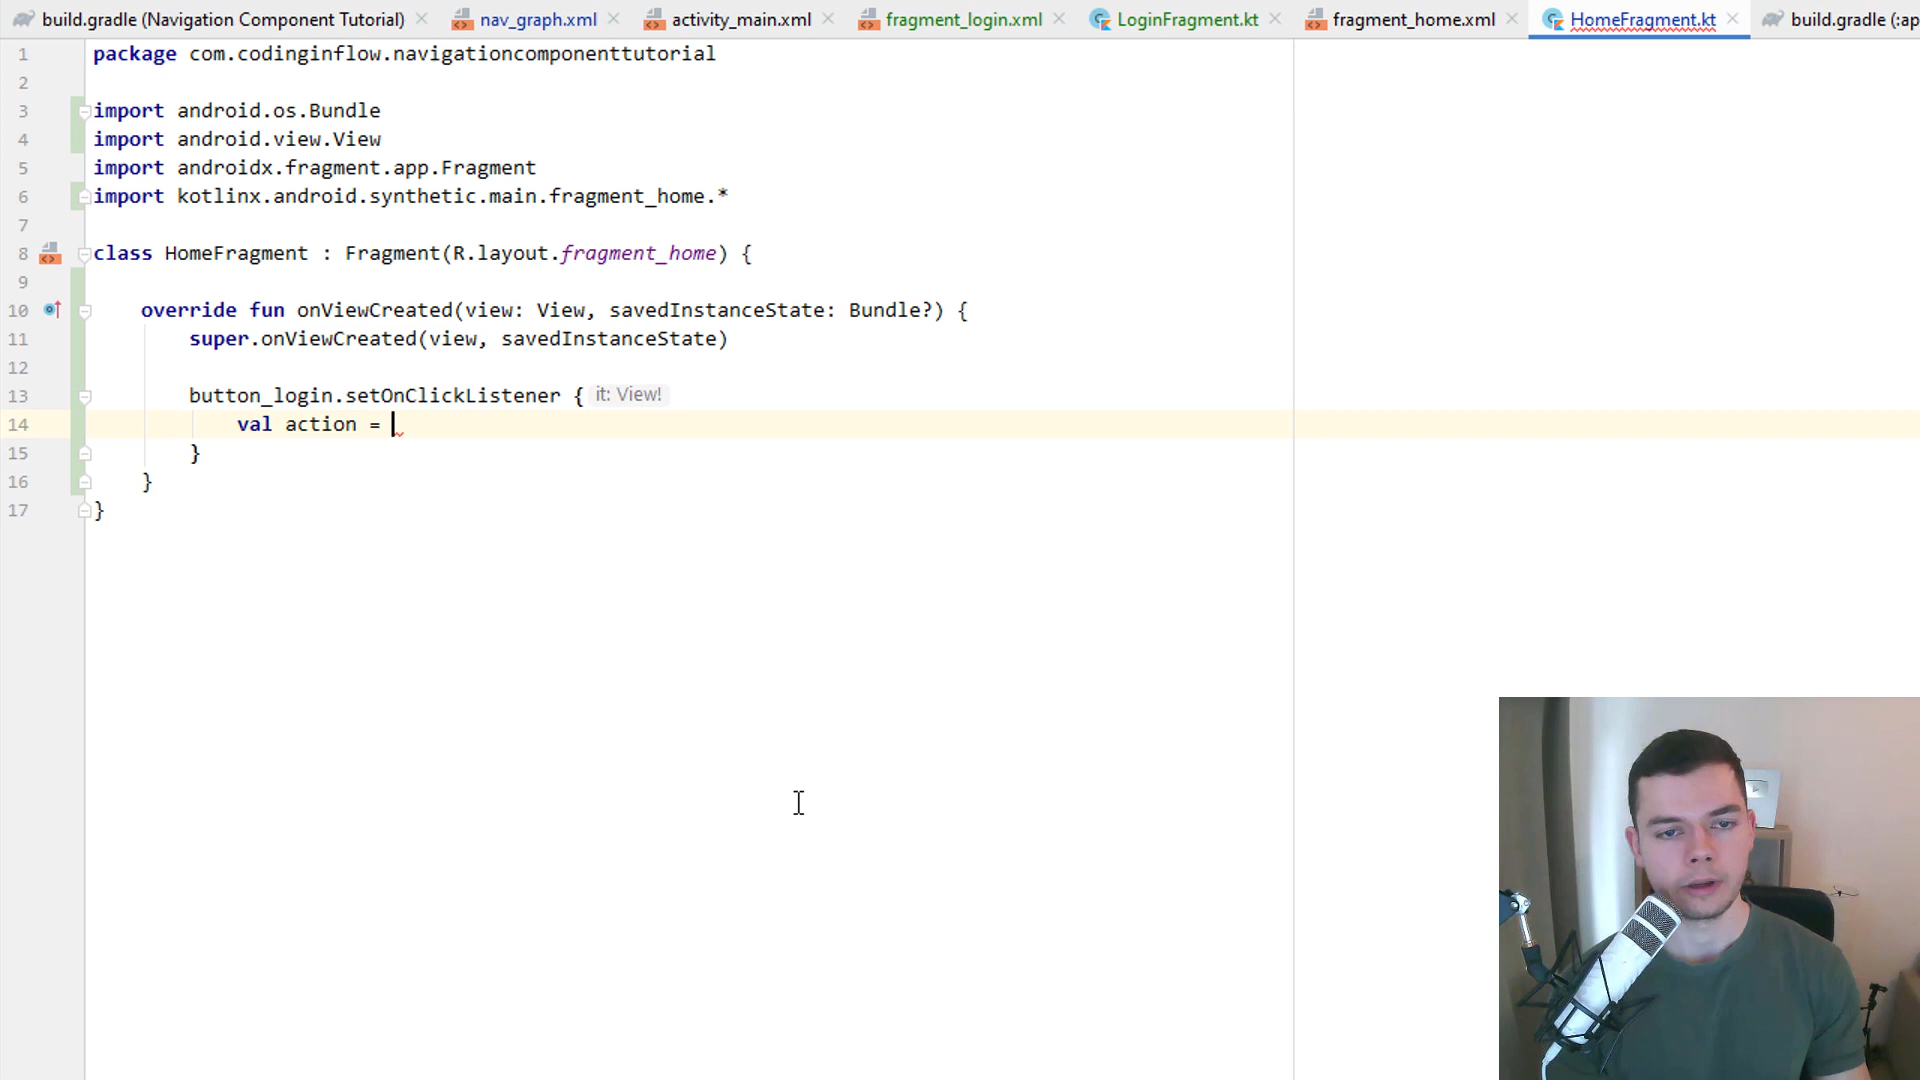 build.gradle (Navigation Component Tutorial) nav_graph.xml activity_main.xml fragment_login.xml LoginFragment.kt fragment_home.xml HomeFragment.kt build.gradle (:ap
1 package com.codinginflow.navigationcomponenttutorial
2
3 import android.os.Bundle
4 import android.view.View
5 import androidx.fragment.app.Fragment
6 import kotlinx.android.synthetic.main.fragment_home.*
7
8 class HomeFragment : Fragment(R.layout.fragment_home) {
9
10 override fun onViewCreated(view: View, savedInstanceState: Bundle?) {
11 super.onViewCreated(view, savedInstanceState)
12
13 button_login.setOnClickListener { it: View!
14 val action =
15 }
16 }
17 }